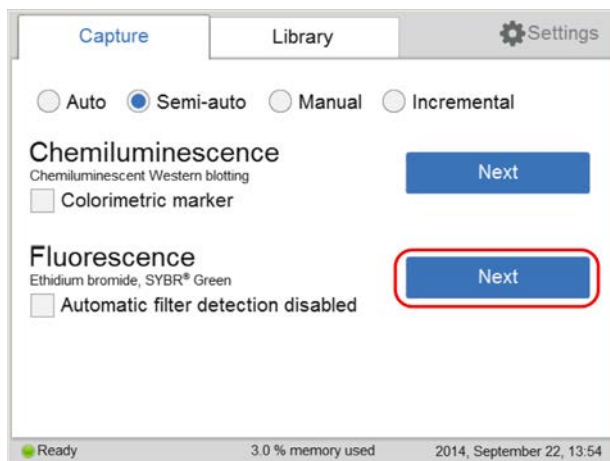 Capture
Library
Settings
Auto
Semi-auto
Manual
Incremental
Chemiluminescence
Chemiluminescent Western blotting
Next
Colorimetric marker
Fluorescence
Ethidium bromide, SYBR® Green
Next
Automatic filter detection disabled
Ready
3.0 % memory used
2014, September 22, 13:54